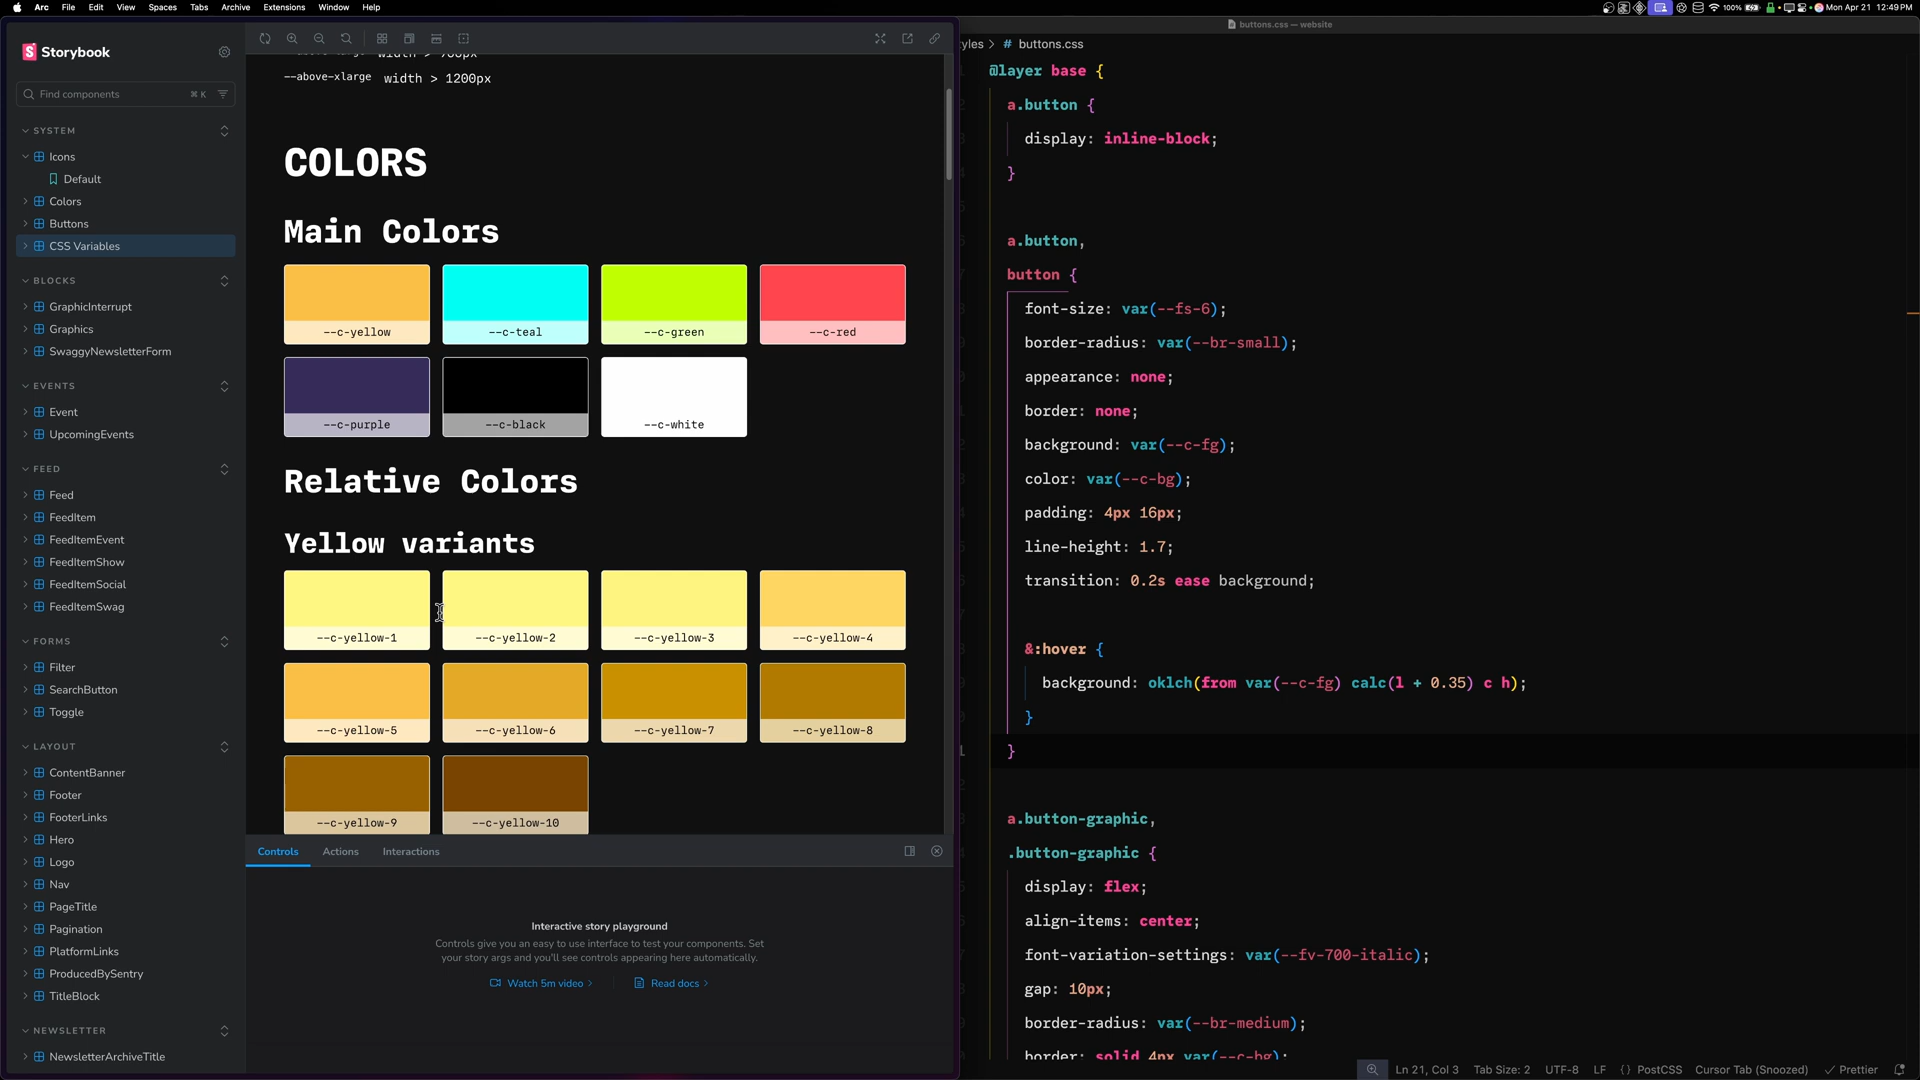 Arc File Edit View Spaces Tabs Archive Extensions Window Help
100% Mon Apr 21 12:49 PM
Storybook
Find components ⌘ K
SYSTEM
Icons
Default
Colors
Buttons
CSS Variables
BLOCKS
GraphicInterrupt
Graphics
SwaggyNewsletterForm
EVENTS
Event
UpcomingEvents
FEED
Feed
FeedItem
FeedItemEvent
FeedItemShow
FeedItemSocial
FeedItemSwag
FORMS
Filter
SearchButton
Toggle
LAYOUT
ContentBanner
Footer
FooterLinks
Hero
Logo
Nav
PageTitle
Pagination
PlatformLinks
ProducedBySentry
TitleBlock
NEWSLETTER
NewsletterArchiveTitle
--above-xlarge width > 1200px
COLORS
Main Colors
--c-yellow --c-teal --c-green --c-red
--c-purple --c-black --c-white
Relative Colors
Yellow variants
--c-yellow-1 --c-yellow-2 --c-yellow-3 --c-yellow-4
--c-yellow-5 --c-yellow-6 --c-yellow-7 --c-yellow-8
--c-yellow-9 --c-yellow-10
Controls Actions Interactions
Interactive story playground
Controls give you an easy to use interface to test your components. Set
your story args and you'll see controls appearing here automatically.
Watch 5m video Read docs
buttons.css — website
yles > # buttons.css
@layer base {
a.button {
display: inline-block;
}
a.button,
button {
font-size: var(--fs-6);
border-radius: var(--br-small);
appearance: none;
border: none;
background: var(--c-fg);
color: var(--c-bg);
padding: 4px 16px;
line-height: 1.7;
transition: 0.2s ease background;
&:hover {
background: oklch(from var(--c-fg) calc(l + 0.35) c h);
}
}
a.button-graphic,
.button-graphic {
display: flex;
align-items: center;
font-variation-settings: var(--fv-700-italic);
gap: 10px;
border-radius: var(--br-medium);
border: solid 4px var(--c-bg);
Ln 21, Col 3 Tab Size: 2 UTF-8 LF {} PostCSS Cursor Tab (Snoozed) ✓ Prettier